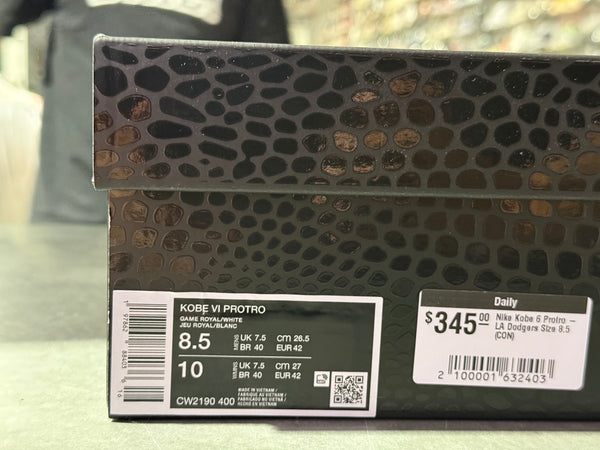 KOBE VI PROTRO
GAME ROYAL/WHITE
JEU ROYAL/BLANC
8.5 MENS UK 7.5 cm 26.5
BR 40 EUR 42
10 WMNS UK 7.5 cm 27
BR 40 EUR 42
CW2190 400
MADE IN VIETNAM /
FABRIQUÉ AU VIETNAM /
FABRICADO NO VIETNÃ /
HECHO EN VIETNAM
Daily
$345.00 Nike Kobe 6 Protro –
LA Dodgers Size 8.5
(CON)
2 100001 632403